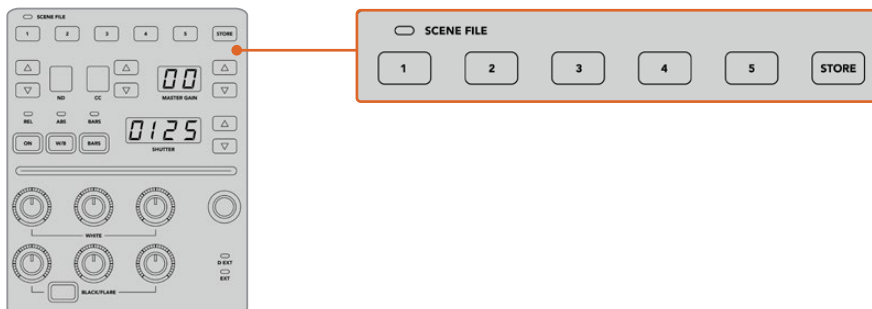 SCENE FILE
1 2 3 4 5 STORE
ND CC 00
MASTER GAIN
REL ABS BARS
ON W/B BARS
0125
SHUTTER
WHITE
D-EXT
EXT
BLACK/FLARE
SCENE FILE
1 2 3 4 5 STORE